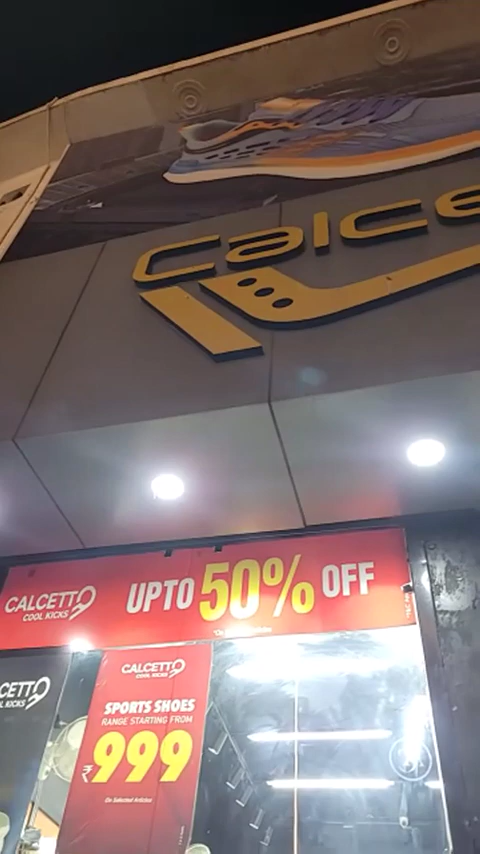 Calce
CALCETTO
COOL KICKS
UPTO 50% OFF
CETTO
L KICKS
CALCETTO
COOL KICKS
SPORTS SHOES
RANGE STARTING FROM
₹999
On Selected Articles